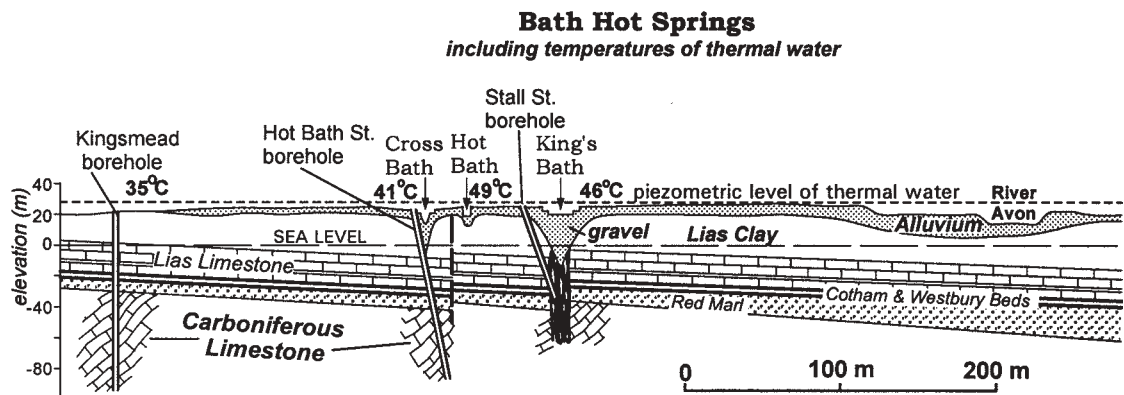 Bath Hot Springs
including temperatures of thermal water
Stall St.
borehole
Kingsmead
borehole
Hot Bath St.
borehole
Cross
Bath
Hot
Bath
King's
Bath
35°C
41°C
49°C
46°C
piezometric level of thermal water
River
Avon
elevation (m)
40
20
0
-40
-80
SEA LEVEL
gravel
Lias Clay
Alluvium
Lias Limestone
Red Marl
Cotham & Westbury Beds
Carboniferous
Limestone
0
100 m
200 m